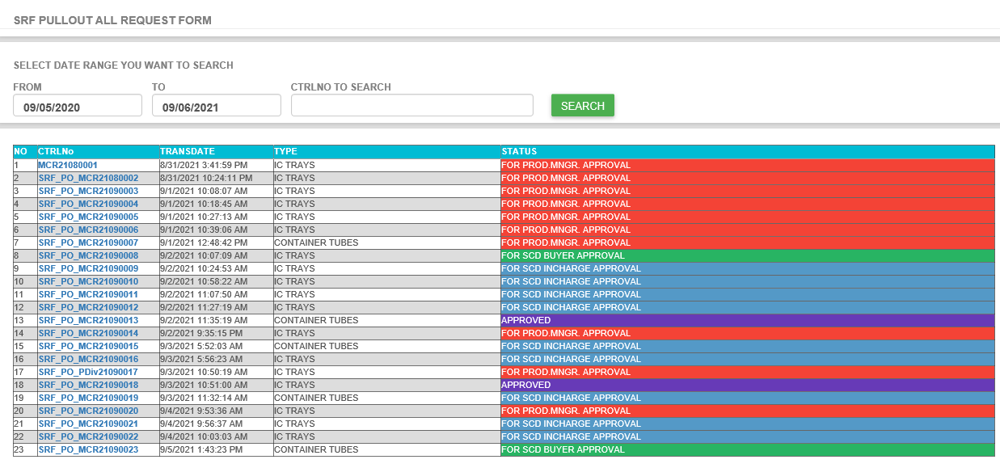 SRF PULLOUT ALL REQUEST FORM
SELECT DATE RANGE YOU WANT TO SEARCH
FROM TO CTRLNO TO SEARCH
09/05/2020 09/06/2021 SEARCH
NO CTRLNo TRANSDATE TYPE STATUS
1 MCR21080001 8/31/2021 3:41:59 PM IC TRAYS FOR PROD.MNGR. APPROVAL
2 SRF_PO_MCR21080002 8/31/2021 10:24:11 PM IC TRAYS FOR PROD.MNGR. APPROVAL
3 SRF_PO_MCR21090003 9/1/2021 10:08:07 AM IC TRAYS FOR PROD.MNGR. APPROVAL
4 SRF_PO_MCR21090004 9/1/2021 10:18:45 AM IC TRAYS FOR PROD.MNGR. APPROVAL
5 SRF_PO_MCR21090005 9/1/2021 10:27:13 AM IC TRAYS FOR PROD.MNGR. APPROVAL
6 SRF_PO_MCR21090006 9/1/2021 10:39:06 AM IC TRAYS FOR PROD.MNGR. APPROVAL
7 SRF_PO_MCR21090007 9/1/2021 12:48:42 PM CONTAINER TUBES FOR PROD.MNGR. APPROVAL
8 SRF_PO_MCR21090008 9/2/2021 10:07:09 AM IC TRAYS FOR SCD BUYER APPROVAL
9 SRF_PO_MCR21090009 9/2/2021 10:24:53 AM IC TRAYS FOR SCD INCHARGE APPROVAL
10 SRF_PO_MCR21090010 9/2/2021 10:58:22 AM IC TRAYS FOR SCD INCHARGE APPROVAL
11 SRF_PO_MCR21090011 9/2/2021 11:07:50 AM IC TRAYS FOR SCD INCHARGE APPROVAL
12 SRF_PO_MCR21090012 9/2/2021 11:27:19 AM IC TRAYS FOR SCD INCHARGE APPROVAL
13 SRF_PO_MCR21090013 9/2/2021 11:35:19 AM CONTAINER TUBES APPROVED
14 SRF_PO_MCR21090014 9/2/2021 9:35:15 PM IC TRAYS FOR PROD.MNGR. APPROVAL
15 SRF_PO_MCR21090015 9/3/2021 5:52:03 AM CONTAINER TUBES FOR SCD INCHARGE APPROVAL
16 SRF_PO_MCR21090016 9/3/2021 5:56:23 AM IC TRAYS FOR SCD INCHARGE APPROVAL
17 SRF_PO_PDiv21090017 9/3/2021 10:50:19 AM IC TRAYS FOR PROD.MNGR. APPROVAL
18 SRF_PO_MCR21090018 9/3/2021 10:51:00 AM IC TRAYS APPROVED
19 SRF_PO_MCR21090019 9/3/2021 11:32:14 AM CONTAINER TUBES FOR SCD INCHARGE APPROVAL
20 SRF_PO_MCR21090020 9/4/2021 9:53:36 AM IC TRAYS FOR PROD.MNGR. APPROVAL
21 SRF_PO_MCR21090021 9/4/2021 9:56:37 AM IC TRAYS FOR SCD INCHARGE APPROVAL
22 SRF_PO_MCR21090022 9/4/2021 10:03:03 AM IC TRAYS FOR SCD INCHARGE APPROVAL
23 SRF_PO_MCR21090023 9/5/2021 1:43:23 PM CONTAINER TUBES FOR SCD BUYER APPROVAL